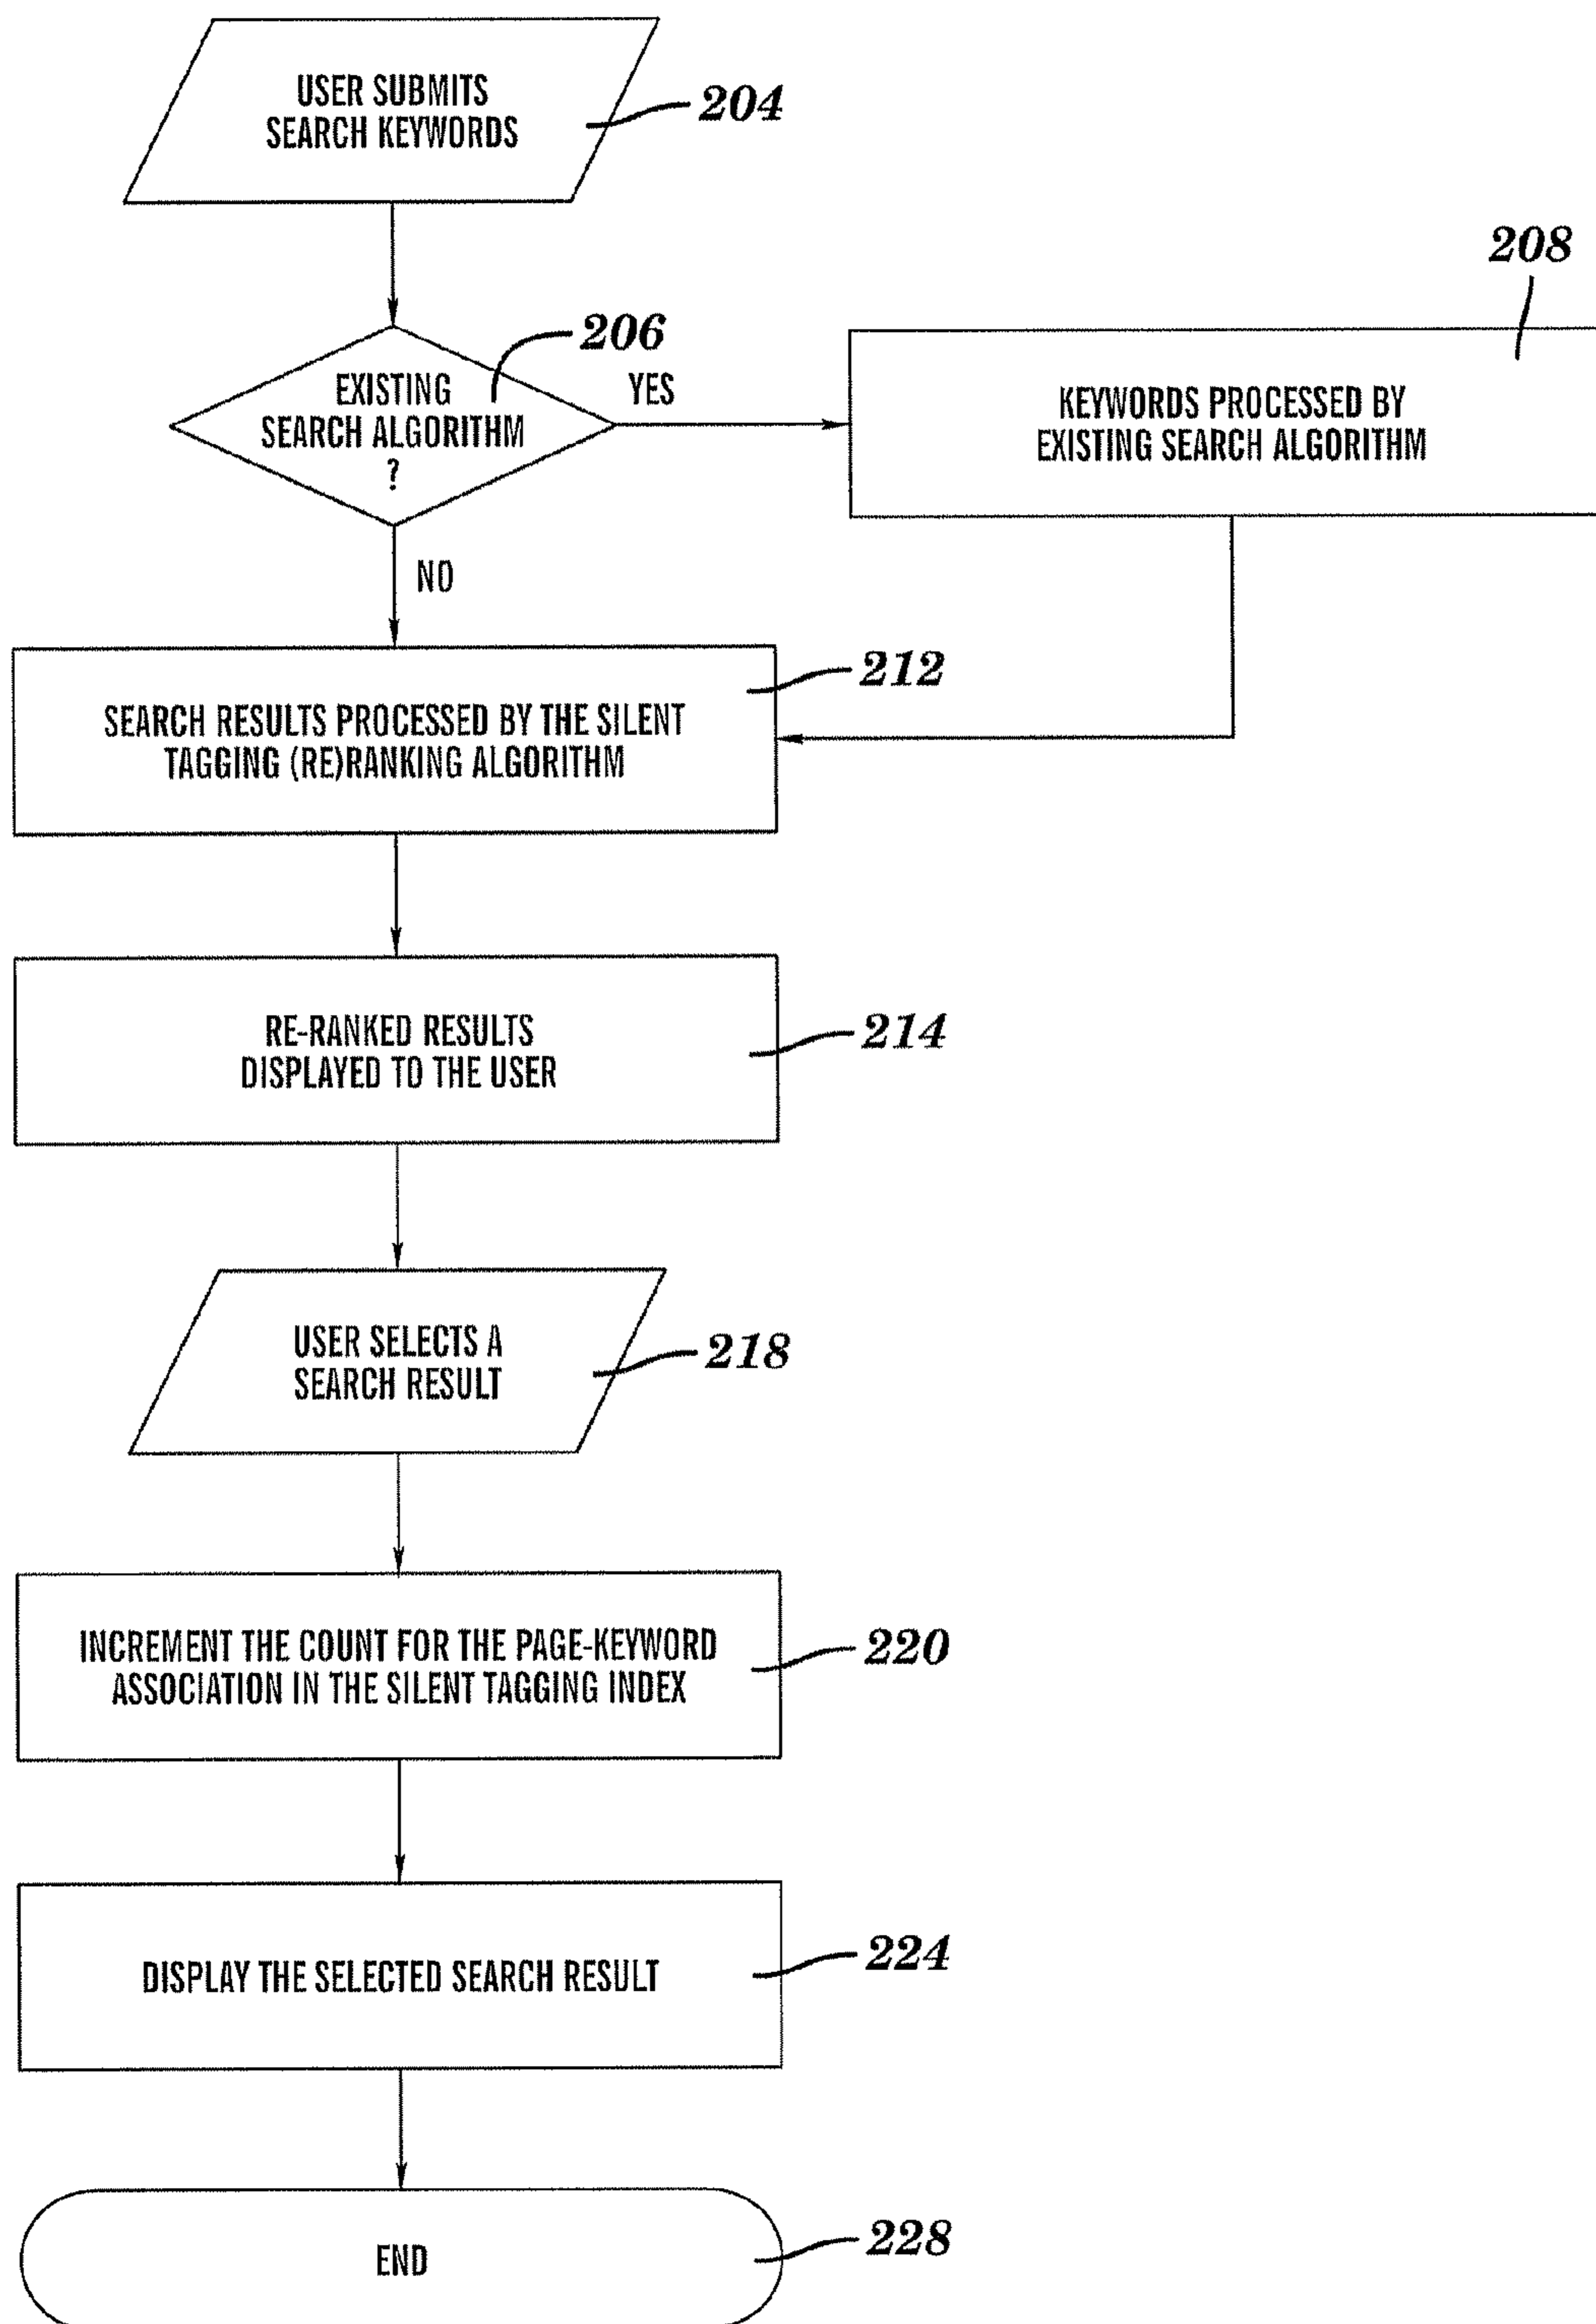 USER SUBMITS
SEARCH KEYWORDS
204
208
206
EXISTING
SEARCH ALGORITHM
?
YES
KEYWORDS PROCESSED BY
EXISTING SEARCH ALGORITHM
NO
212
SEARCH RESULTS PROCESSED BY THE SILENT
TAGGING (RE)RANKING ALGORITHM
RE-RANKED RESULTS
DISPLAYED TO THE USER
214
USER SELECTS A
SEARCH RESULT
218
INCREMENT THE COUNT FOR THE PAGE-KEYWORD
ASSOCIATION IN THE SILENT TAGGING INDEX
220
DISPLAY THE SELECTED SEARCH RESULT
224
END
228